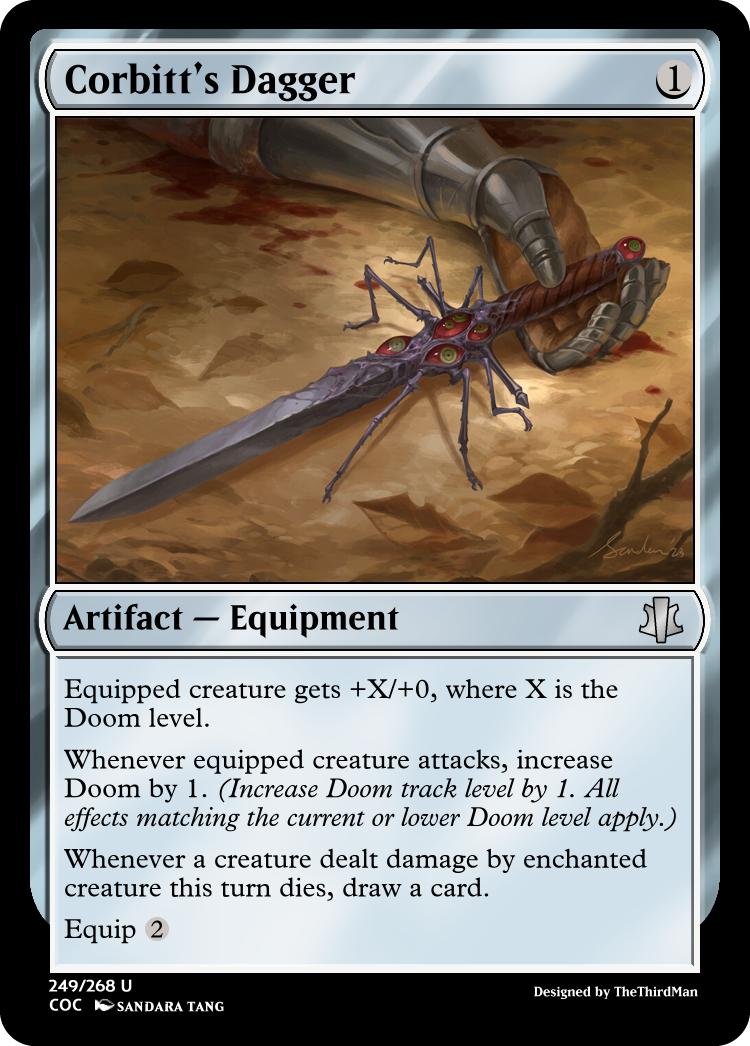 Corbitt's Dagger 1
Sandara '23
Artifact — Equipment
Equipped creature gets +X/+0, where X is the
Doom level.
Whenever equipped creature attacks, increase
Doom by 1. (Increase Doom track level by 1. All
effects matching the current or lower Doom level apply.)
Whenever a creature dealt damage by enchanted
creature this turn dies, draw a card.
Equip 2
249/268 U
COC SANDARA TANG
Designed by TheThirdMan